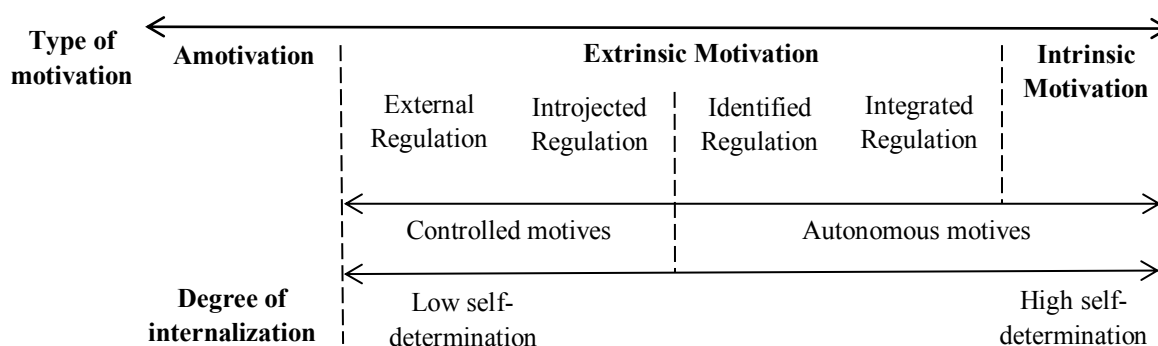 Type of
motivation
Amotivation
Extrinsic Motivation
Intrinsic
Motivation
External
Regulation
Introjected
Regulation
Identified
Regulation
Integrated
Regulation
Controlled motives
Autonomous motives
Degree of
internalization
Low self-
determination
High self-
determination